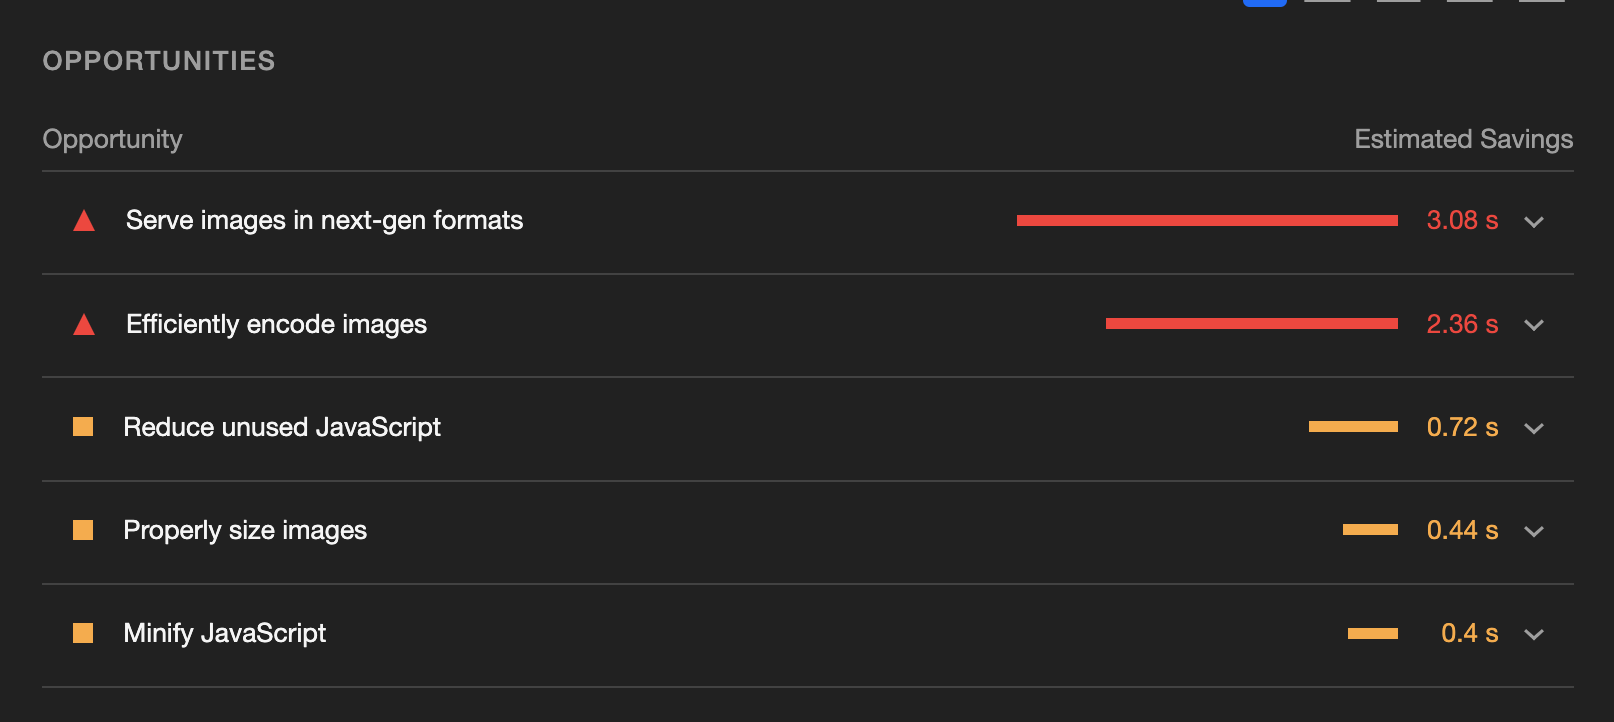 OPPORTUNITIES
Opportunity Estimated Savings
Serve images in next-gen formats 3.08 s
Efficiently encode images 2.36 s
Reduce unused JavaScript 0.72 s
Properly size images 0.44 s
Minify JavaScript 0.4 s